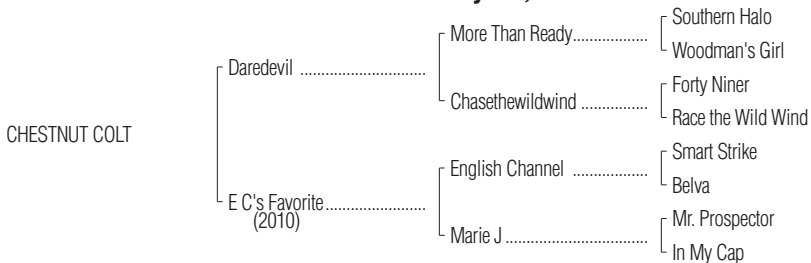 Southern Halo
More Than Ready.................
Woodman's Girl
Daredevil ..............................
Forty Niner
Chasethewildwind ................
Race the Wild Wind
CHESTNUT COLT
Smart Strike
English Channel ..................
Belva
E C's Favorite........................
(2010)
Mr. Prospector
Marie J ..................................
In My Cap